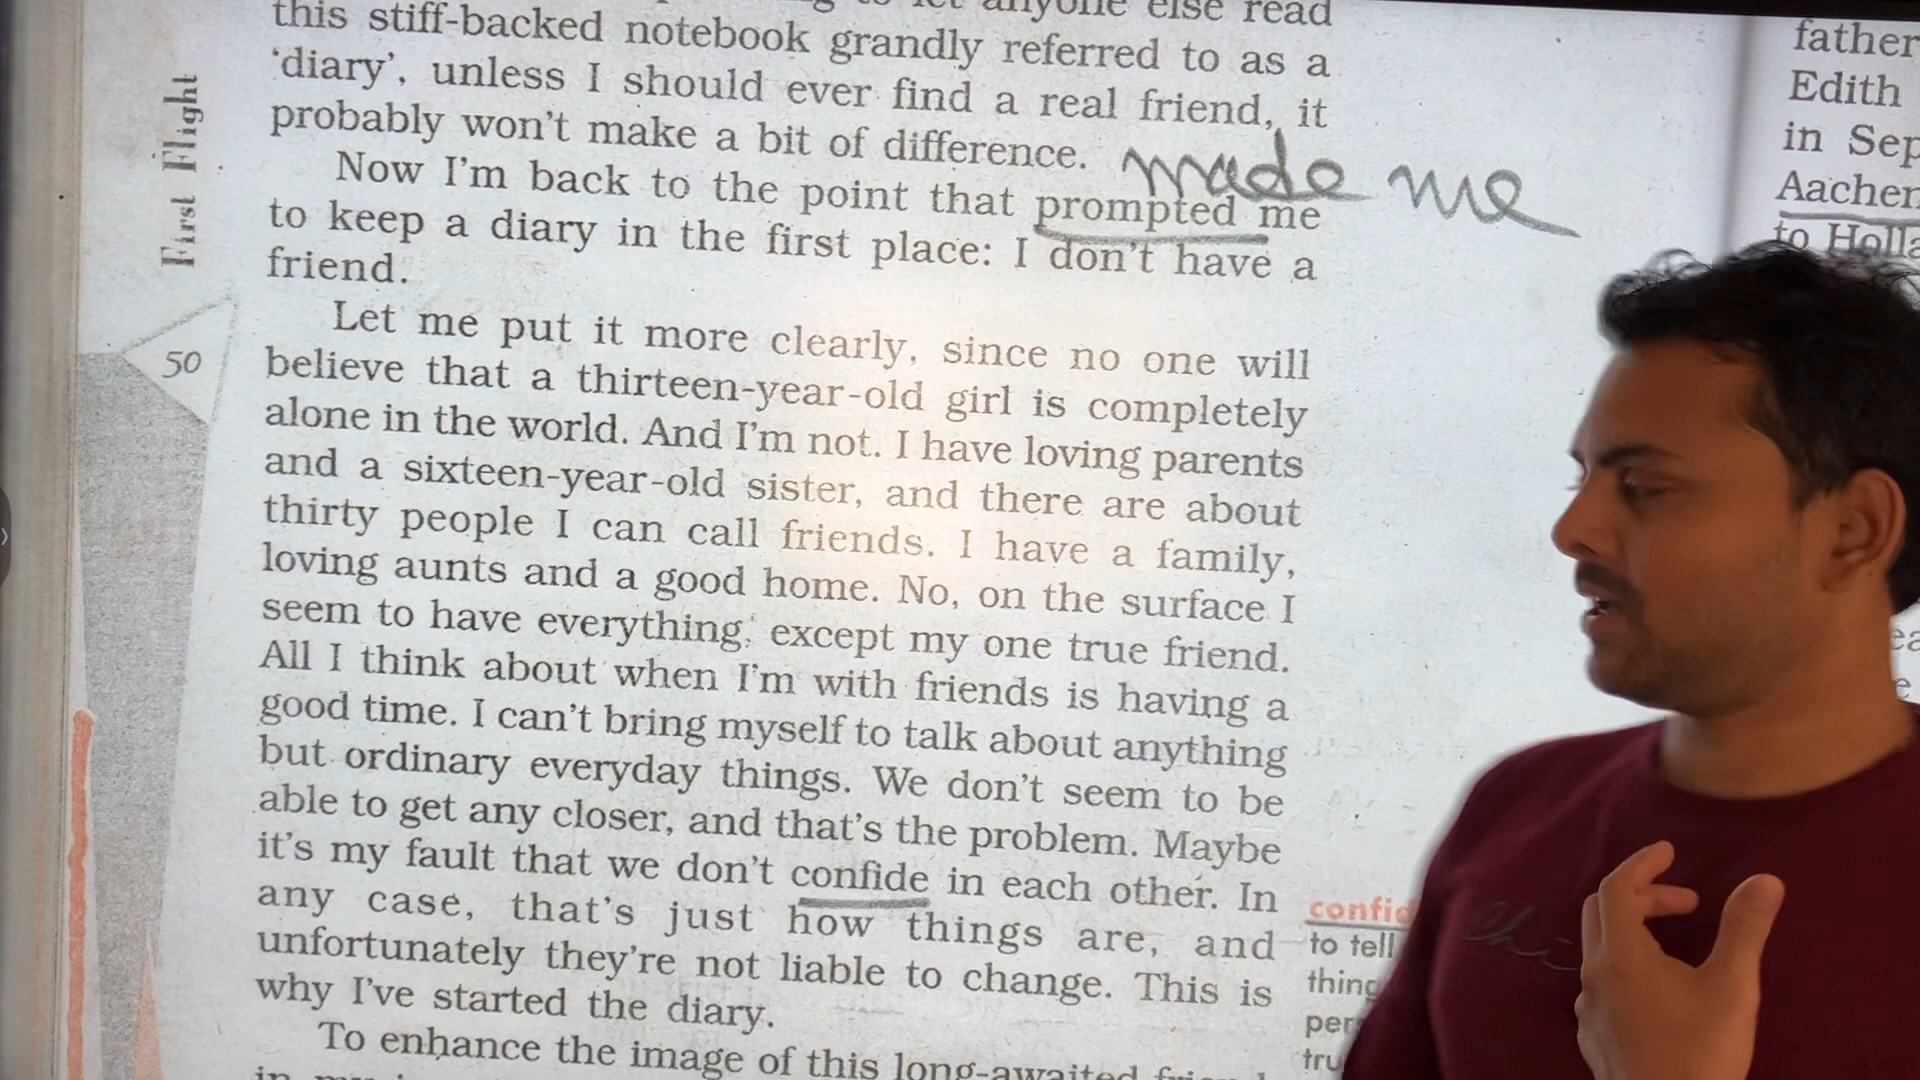 anyone else read
this stiff-backed notebook grandly referred to as a
‘diary’, unless I should ever find a real friend, it
probably won’t make a bit of difference.
made me
Now I’m back to the point that prompted me
to keep a diary in the first place: I don’t have a
friend.
Let me put it more clearly, since no one will
believe that a thirteen-year-old girl is completely
alone in the world. And I’m not. I have loving parents
and a sixteen-year-old sister, and there are about
thirty people I can call friends. I have a family,
loving aunts and a good home. No, on the surface I
seem to have everything, except my one true friend.
All I think about when I’m with friends is having a
good time. I can’t bring myself to talk about anything
but ordinary everyday things. We don’t seem to be
able to get any closer, and that’s the problem. Maybe
it’s my fault that we don’t confide in each other. In
any case, that’s just how things are, and
unfortunately they’re not liable to change. This is
why I’ve started the diary.
To enhance the image of this long-awaited
First Flight
50
to tell
father
Edith
in
to